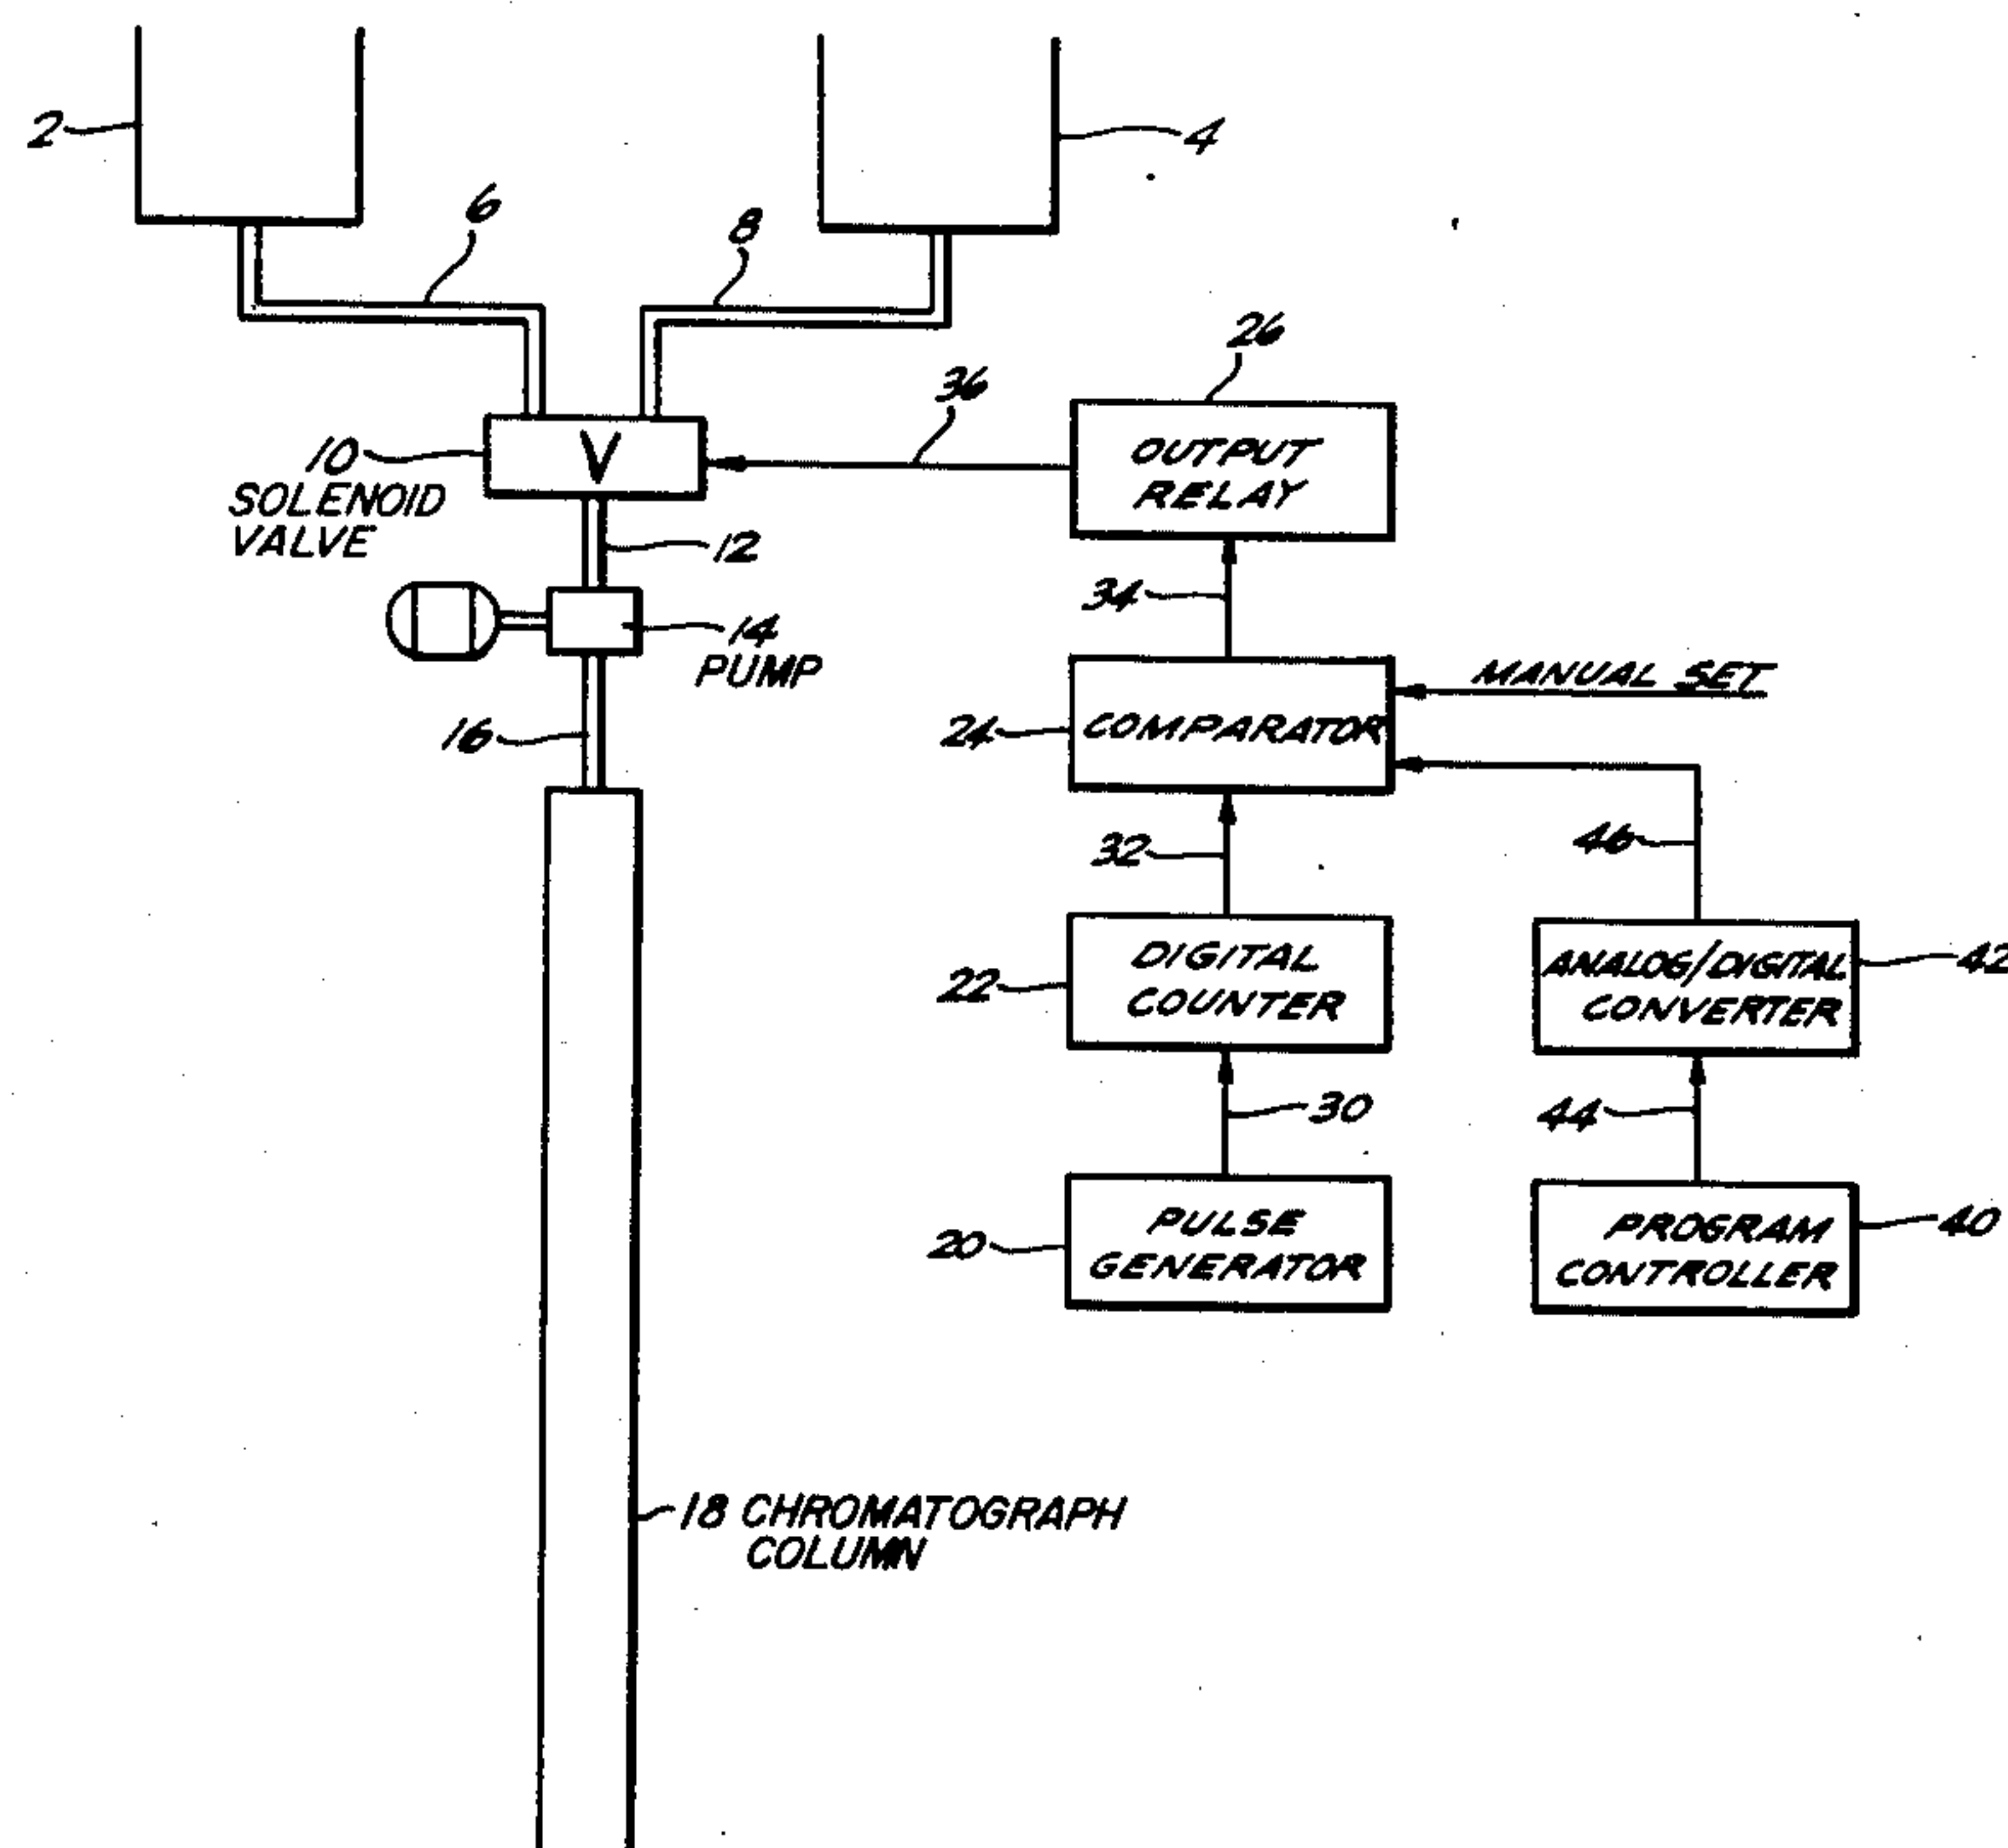 2
4
6
8
26
36
10
SOLENOID
VALVE
V
OUTPUT
RELAY
12
34
14
PUMP
MANUAL SET
16
24
COMPARATOR
32
46
22
DIGITAL
COUNTER
ANALOG/DIGITAL
CONVERTER
42
30
44
20
PULSE
GENERATOR
PROGRAM
CONTROLLER
40
18 CHROMATOGRAPH
COLUMN